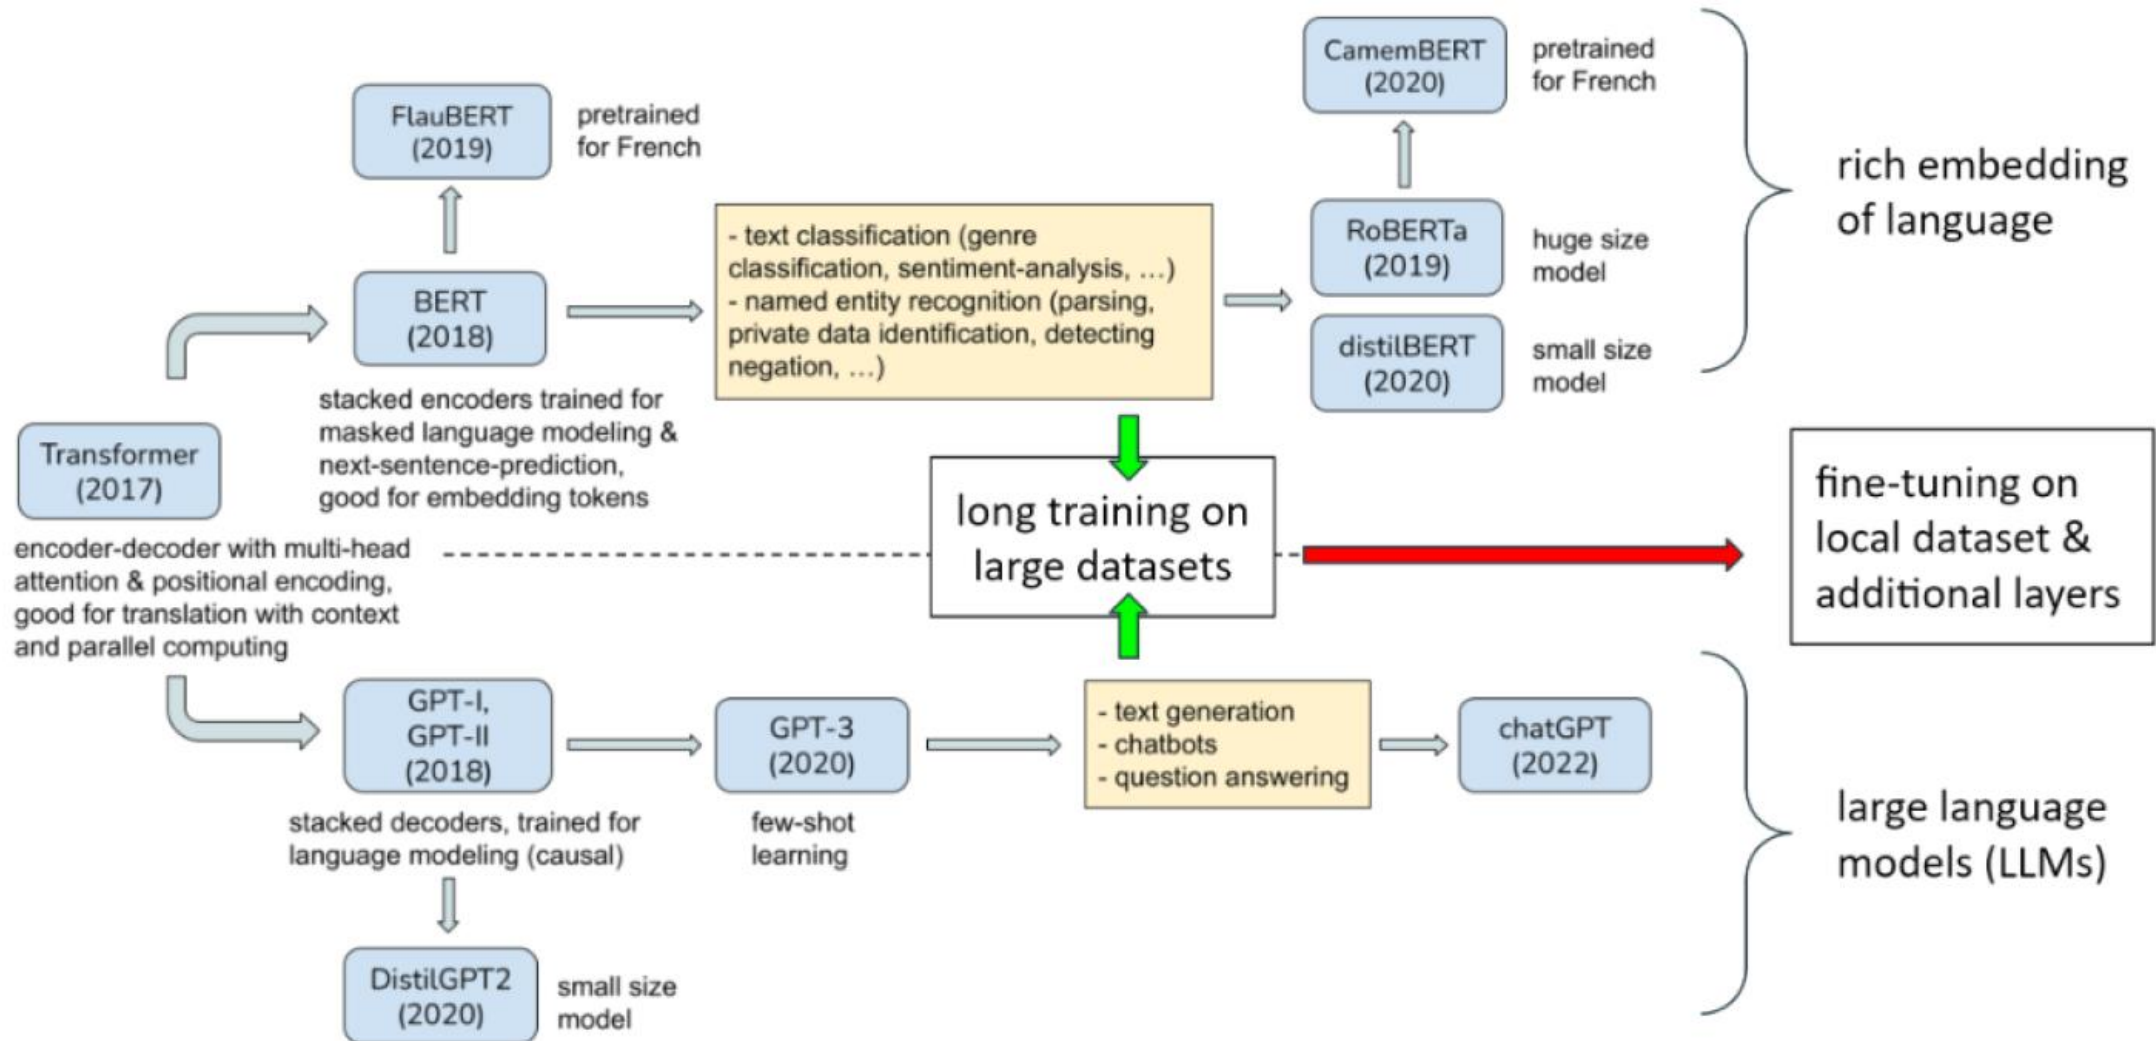 CamemBERT
(2020)
pretrained
for French
FlauBERT
(2019)
pretrained
for French
rich embedding
of language
- text classification (genre
classification, sentiment-analysis, ...)
- named entity recognition (parsing,
private data identification, detecting
negation, ...)
RoBERTa
(2019)
huge size
model
BERT
(2018)
distilBERT
(2020)
small size
model
stacked encoders trained for
masked language modeling &
next-sentence-prediction,
good for embedding tokens
Transformer
(2017)
encoder-decoder with multi-head
attention & positional encoding,
good for translation with context
and parallel computing
long training on
large datasets
fine-tuning on
local dataset &
additional layers
GPT-I,
GPT-II
(2018)
GPT-3
(2020)
- text generation
- chatbots
- question answering
chatGPT
(2022)
stacked decoders, trained for
language modeling (causal)
few-shot
learning
large language
models (LLMs)
DistilGPT2
(2020)
small size
model